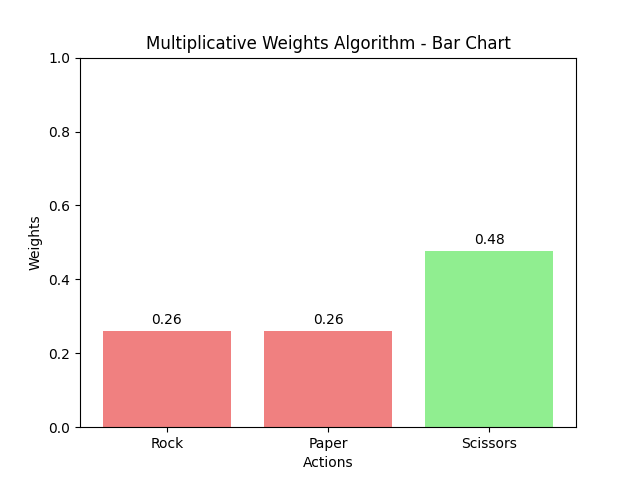 Multiplicative Weights Algorithm - Bar Chart
1.0
0.8
0.6
0.4
0.2
0.0
Weights
0.26
0.26
0.48
Rock
Paper
Scissors
Actions